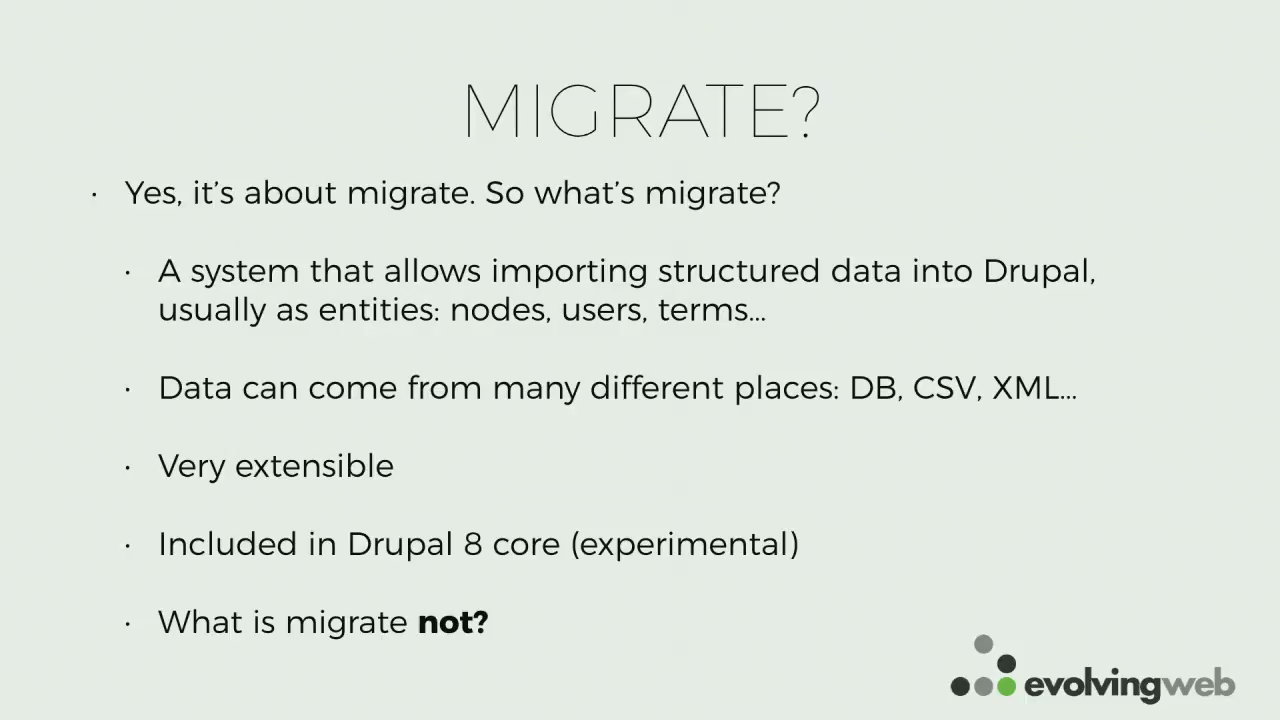 MIGRATE?
· Yes, it’s about migrate. So what’s migrate?
· A system that allows importing structured data into Drupal,
usually as entities: nodes, users, terms...
· Data can come from many different places: DB, CSV, XML...
· Very extensible
· Included in Drupal 8 core (experimental)
· What is migrate not?
evolvingweb